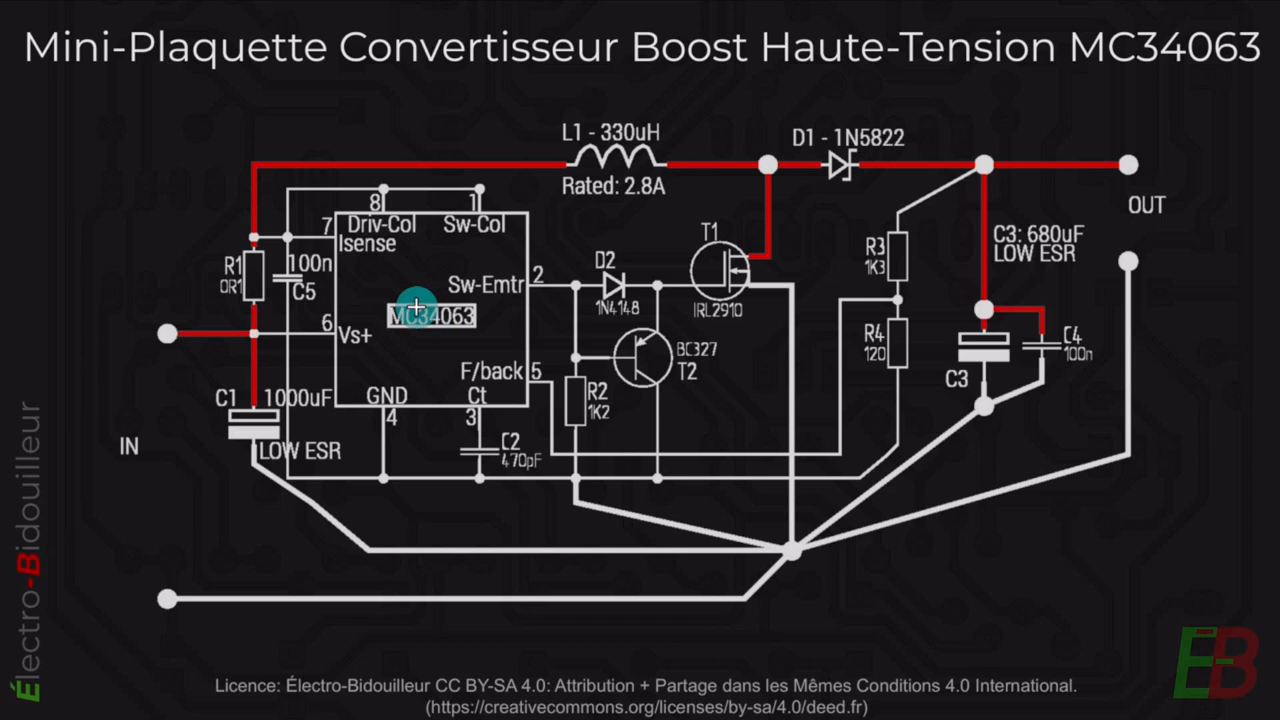 Mini-Plaquette Convertisseur Boost Haute-Tension MC34063
L1 - 330uH
Rated: 2.8A
D1 - 1N5822
OUT
8
1
Driv-Col
Sw-Col
7
Isense
R1
0R1
100n
C5
Sw-Emtr
2
MC34063
6
Vs+
F/back
5
GND
Ct
4
3
C1
1000uF
LOW ESR
IN
C2
470pF
D2
1N4148
T1
IRL2910
BC327
T2
R2
1K2
R3
1K3
R4
120
C3: 680uF
LOW ESR
C3
C4
100n
Électro-Bidouilleur
ÉB
Licence: Électro-Bidouilleur CC BY-SA 4.0: Attribution + Partage dans les Mêmes Conditions 4.0 International.
(https://creativecommons.org/licenses/by-sa/4.0/deed.fr)